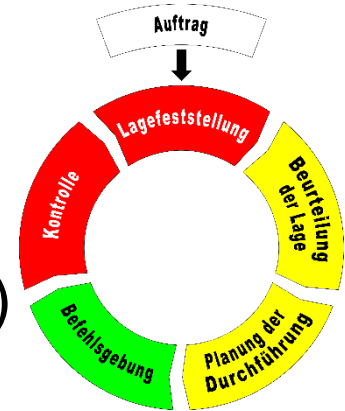 Auftrag
Lagefeststellung
Beurteilung
der Lage
Planung der
Durchführung
Befehlsgebung
Kontrolle
)